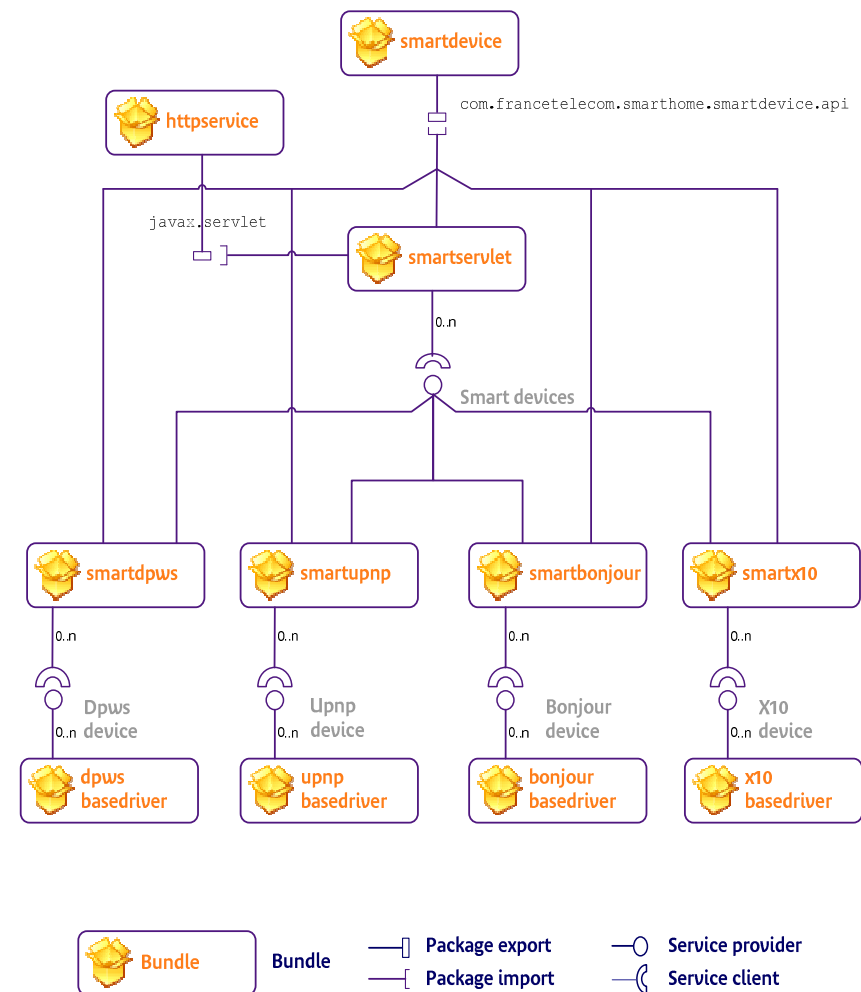 smartdevice
com.francetelecom.smarthome.smartdevice.api
httpservice
javax.servlet
smartservlet
0..n
Smart devices
smartdpws
smartupnp
smartbonjour
smartx10
0..n
0..n
0..n
0..n
Dpws
device
Upnp
device
Bonjour
device
X10
device
0..n
0..n
0..n
0..n
dpws
basedriver
upnp
basedriver
bonjour
basedriver
x10
basedriver
Bundle
Bundle
Package export
Service provider
Package import
Service client